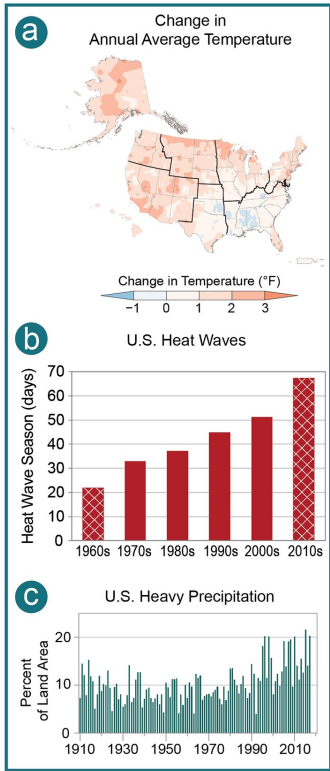 a
Change in
Annual Average Temperature
Change in Temperature (°F)
−1 0 1 2 3
b
U.S. Heat Waves
Heat Wave Season (days)
70
60
50
40
30
20
10
0
1960s 1970s 1980s 1990s 2000s 2010s
c
U.S. Heavy Precipitation
Percent
of Land Area
20
10
0
1910 1930 1950 1970 1990 2010